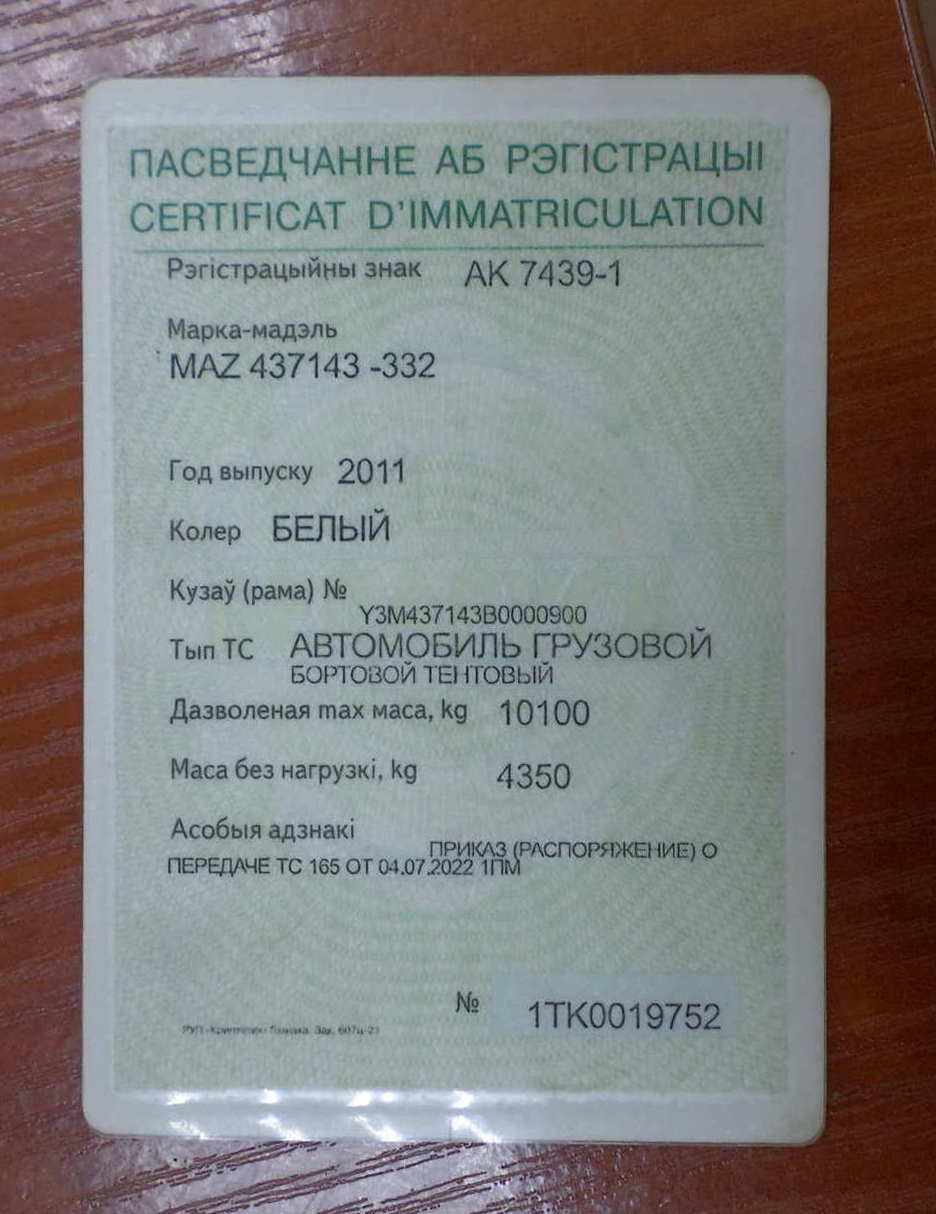 ПАСВЕДЧАННЕ АБ РЭГІСТРАЦЫІ
CERTIFICAT D'IMMATRICULATION
Рэгістрацыйны знак AK 7439-1
Марка-мадэль
MAZ 437143 -332
Год выпуску 2011
Колер БЕЛЫЙ
Кузаў (рама) №
Y3M437143B0000900
Тып ТС АВТОМОБИЛЬ ГРУЗОВОЙ
БОРТОВОЙ ТЕНТОВЫЙ
Дазволеная max маса, kg 10100
Маса без нагрузкі, kg 4350
Асобыя адзнакі
ПРИКАЗ (РАСПОРЯЖЕНИЕ) О
ПЕРЕДАЧЕ ТС 165 ОТ 04.07.2022 1ПМ
№ 1TK0019752
РУП Зак.